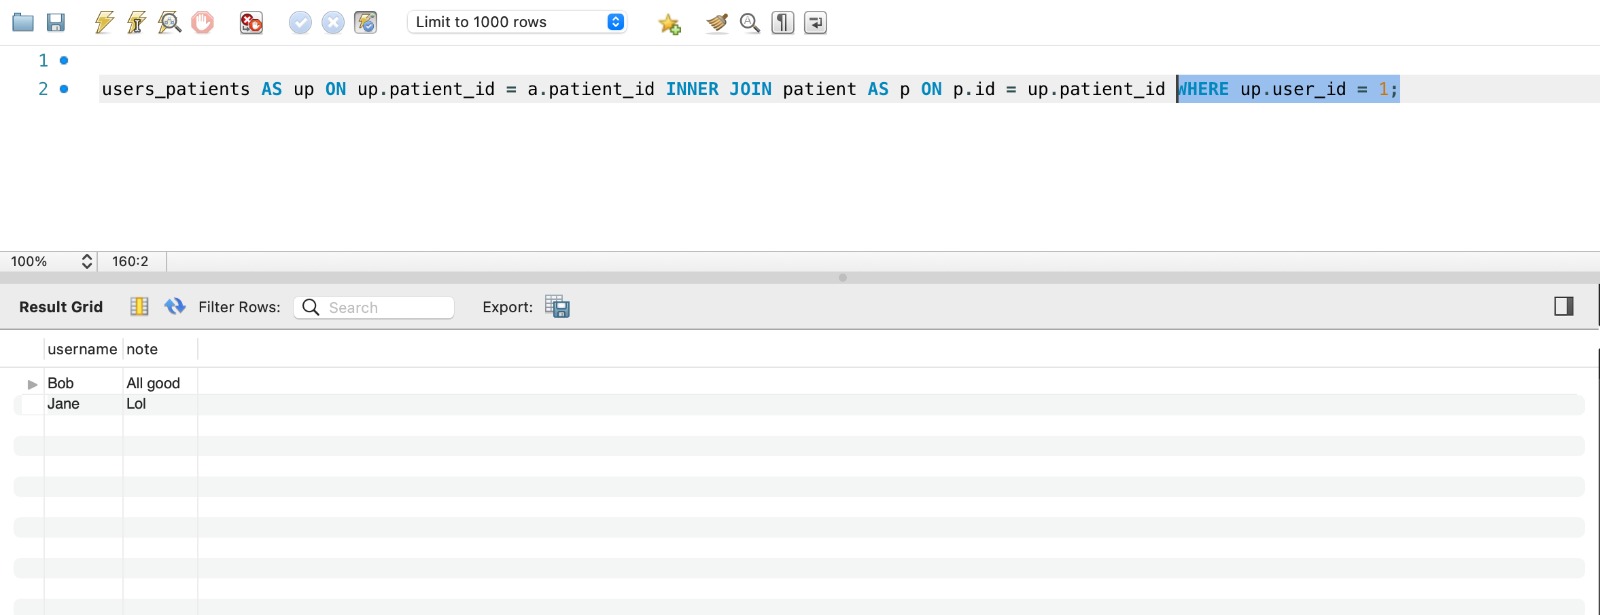 Limit to 1000 rows
1
2 users_patients AS up ON up.patient_id = a.patient_id INNER JOIN patient AS p ON p.id = up.patient_id WHERE up.user_id = 1;
100% 160:2
Result Grid Filter Rows: Search Export:
username note
Bob All good
Jane Lol